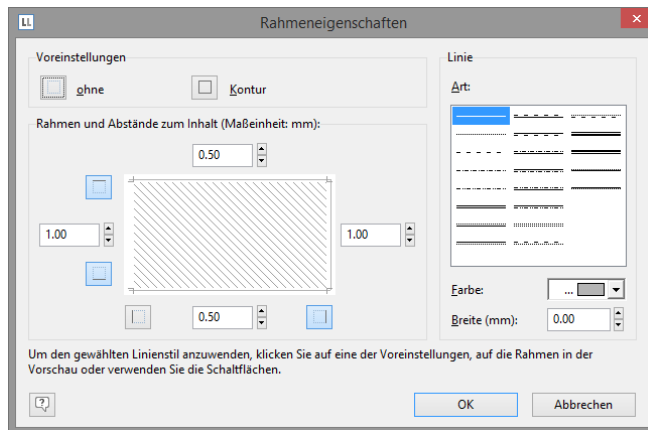 LL
Rahmeneigenschaften
Voreinstellungen
ohne
Kontur
Rahmen und Abstände zum Inhalt (Maßeinheit: mm):
0.50
1.00
1.00
0.50
Linie
Art:
Farbe:
...
Breite (mm):
0.00
Um den gewählten Linienstil anzuwenden, klicken Sie auf eine der Voreinstellungen, auf die Rahmen in der
Vorschau oder verwenden Sie die Schaltflächen.
?
OK
Abbrechen